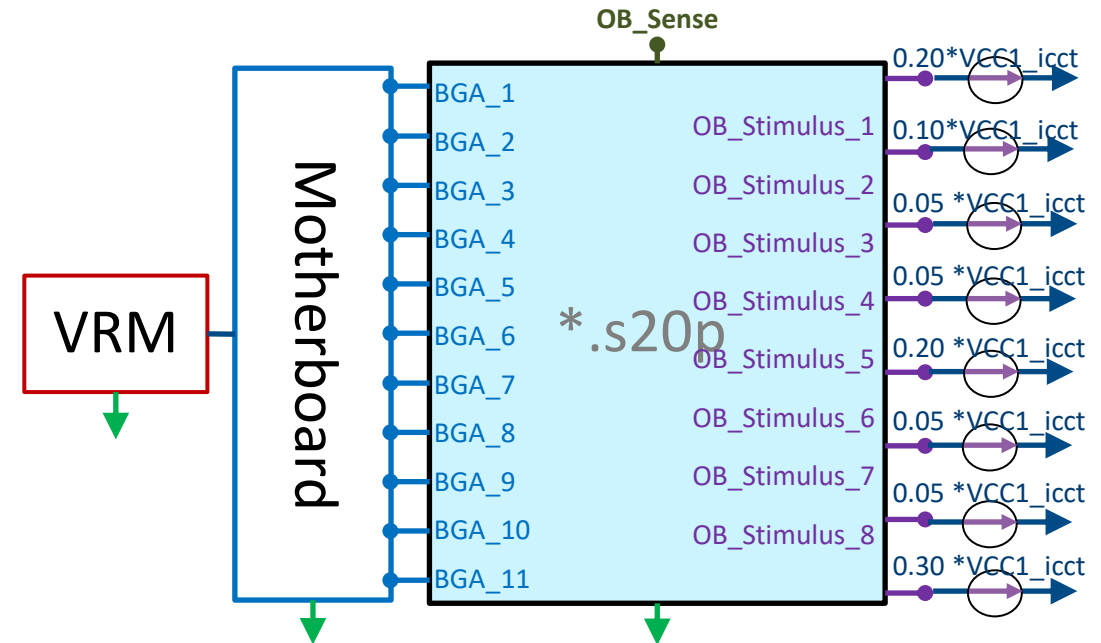 OB_Sense
VRM
Motherboard
BGA_1
BGA_2
BGA_3
BGA_4
BGA_5
BGA_6
BGA_7
BGA_8
BGA_9
BGA_10
BGA_11
*.s20p
OB_Stimulus_1
OB_Stimulus_2
OB_Stimulus_3
OB_Stimulus_4
OB_Stimulus_5
OB_Stimulus_6
OB_Stimulus_7
OB_Stimulus_8
0.20*VCC1_icct
0.10*VCC1_icct
0.05 *VCC1_icct
0.05 *VCC1_icct
0.20 *VCC1_icct
0.05 *VCC1_icct
0.05 *VCC1_icct
0.30 *VCC1_icct